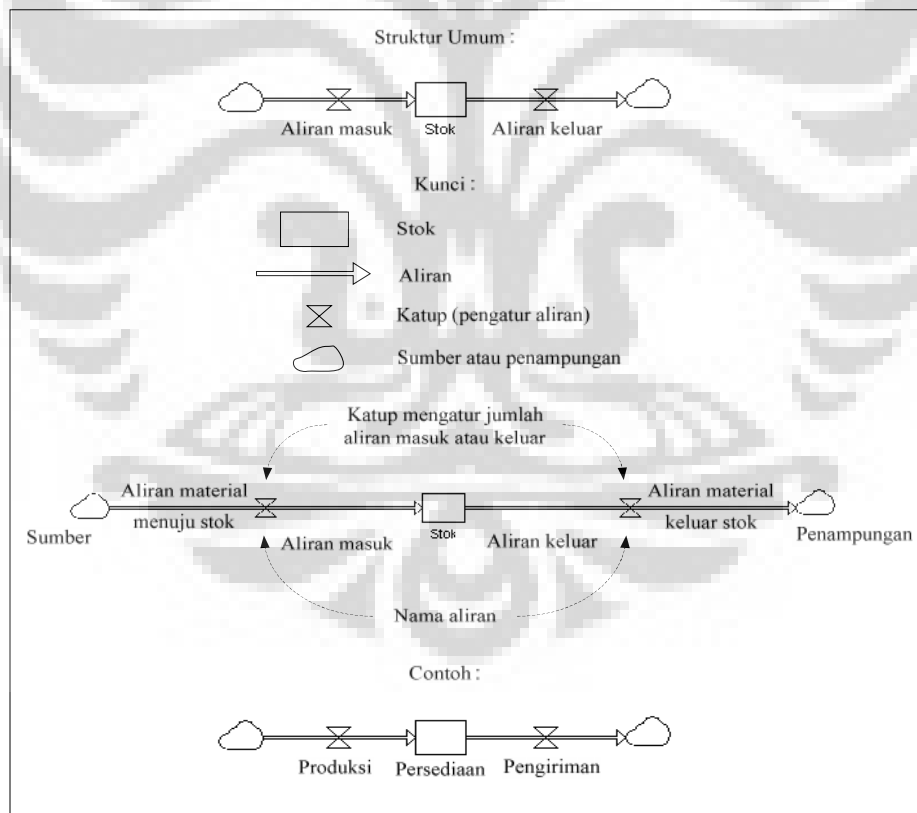 Struktur Umum :
Aliran masuk
Stok
Aliran keluar
Kunci :
Stok
Aliran
Katup (pengatur aliran)
Sumber atau penampungan
Katup mengatur jumlah
aliran masuk atau keluar
Aliran material
menuju stok
Aliran material
keluar stok
Sumber
Aliran masuk
Stok
Aliran keluar
Penampungan
Nama aliran
Contoh :
Produksi
Persediaan
Pengiriman